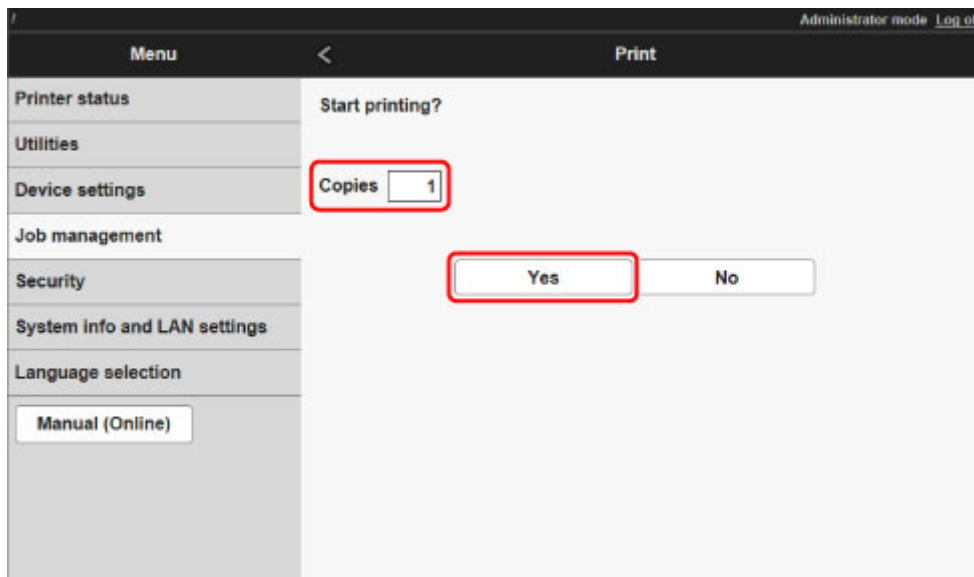 Administrator mode Log o
Menu < Print
Printer status
Start printing?
Utilities
Device settings
Copies 1
Job management
Security
Yes No
System info and LAN settings
Language selection
Manual (Online)